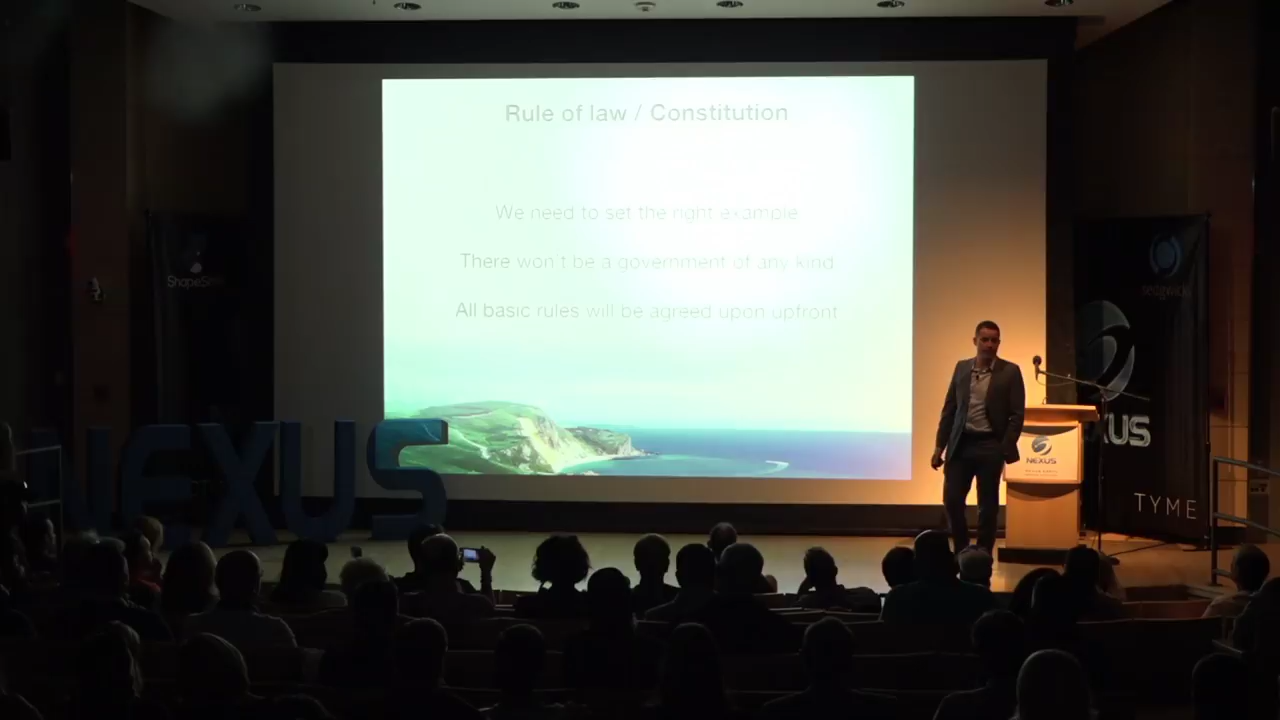 Rule of law / Constitution
We need to set the right example
There won't be a government of any kind
All basic rules will be agreed upon upfront
NEXUS
NEXUS
XUS
TYME